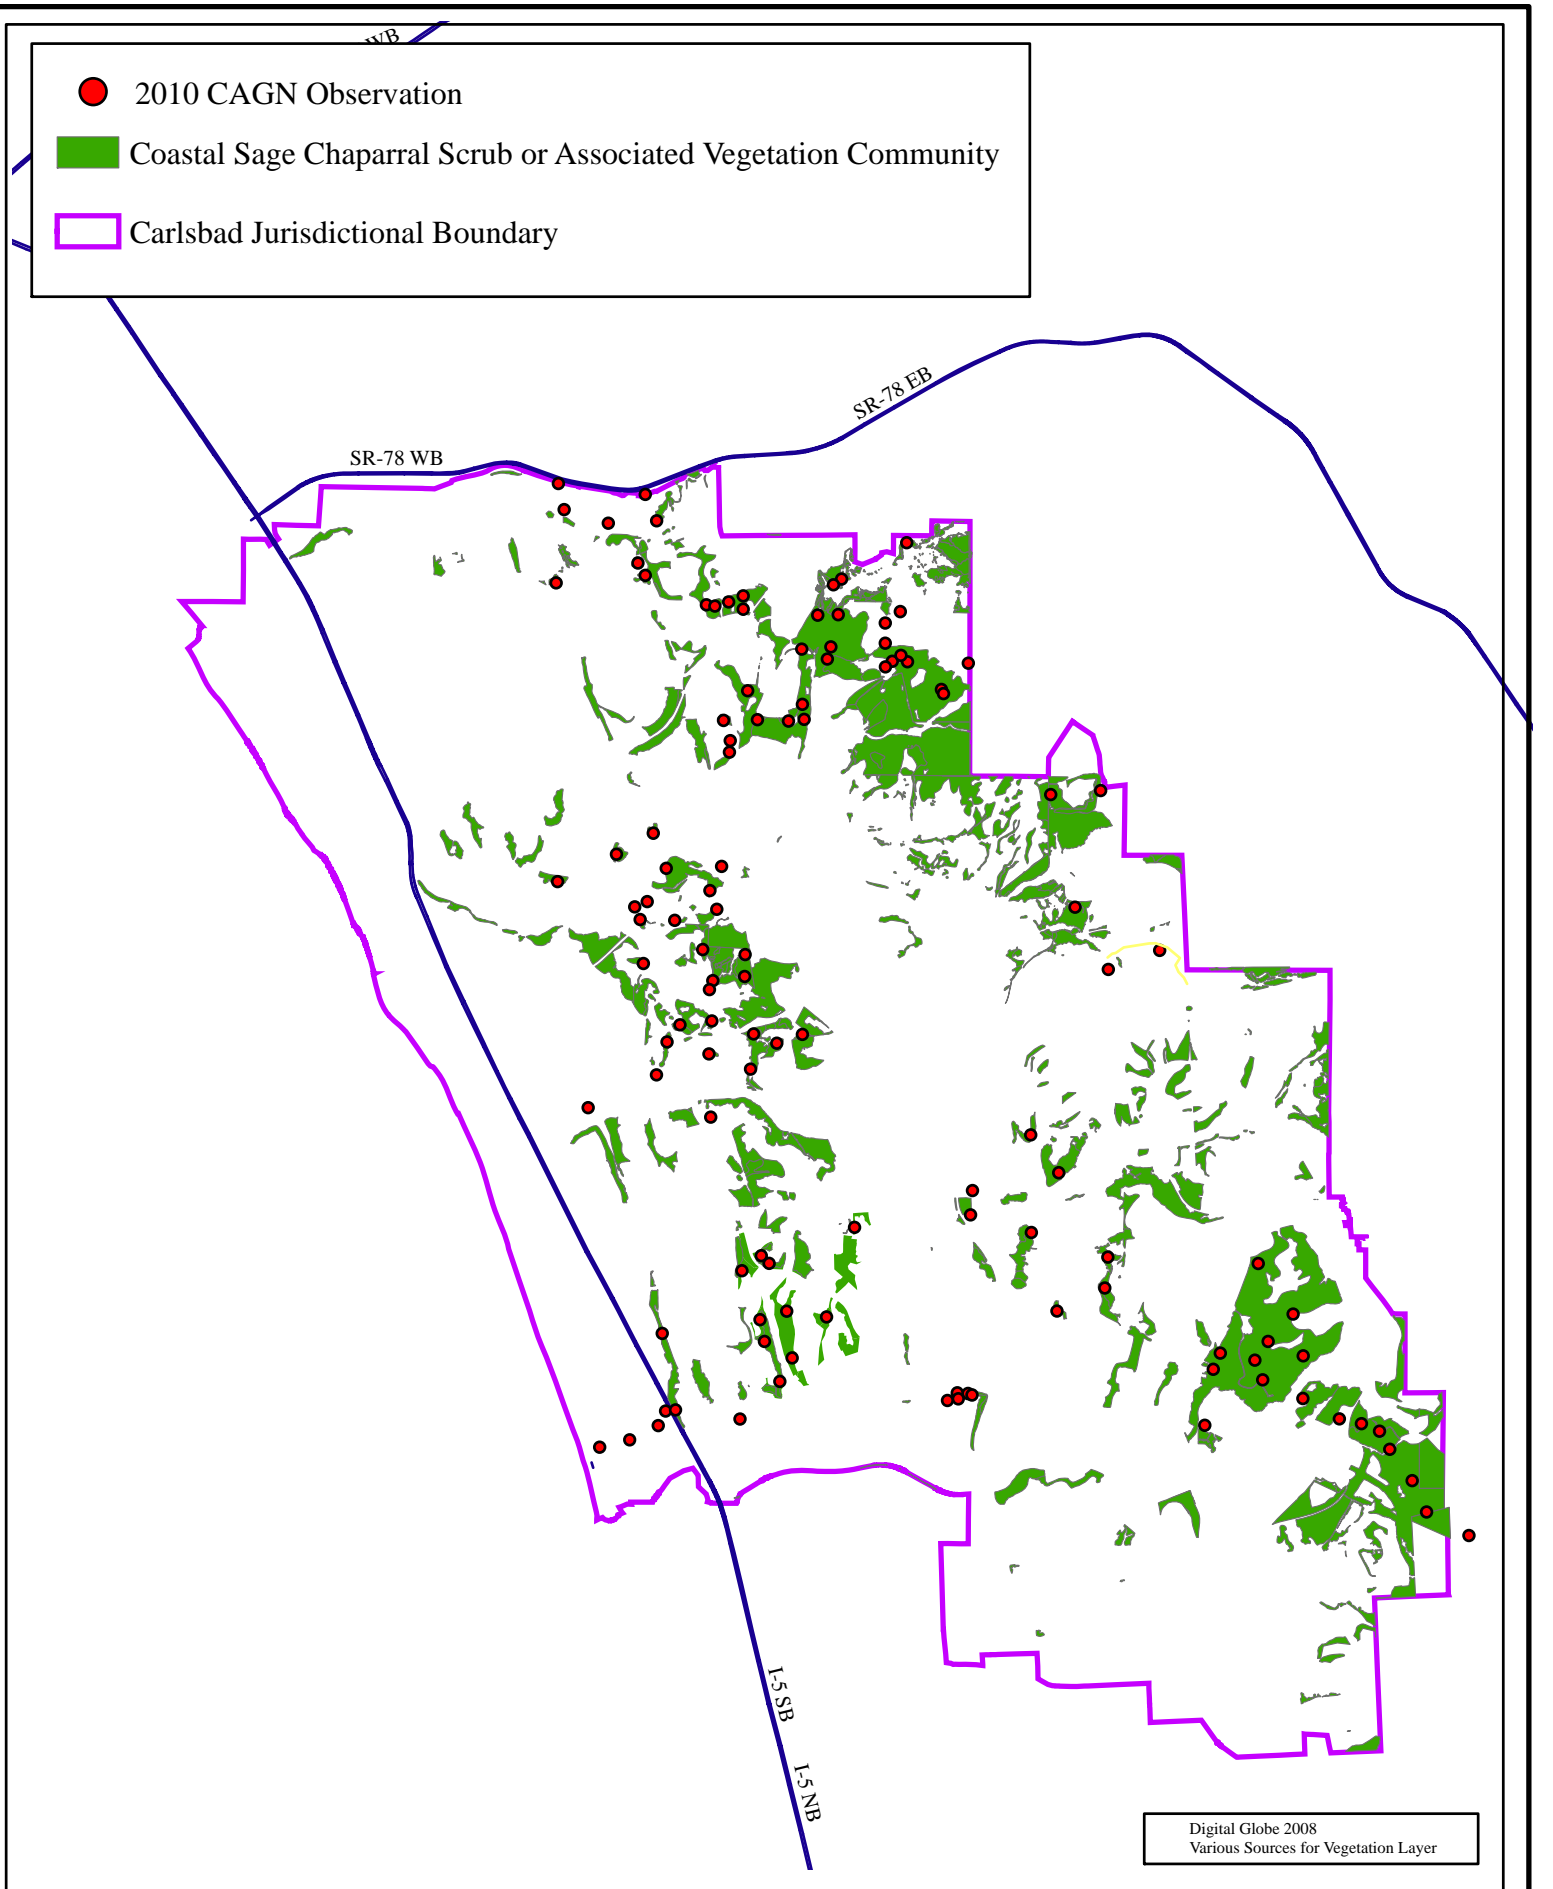 WB
2010 CAGN Observation
Coastal Sage Chaparral Scrub or Associated Vegetation Community
Carlsbad Jurisdictional Boundary
SR-78 EB
SR-78 WB
I-5 SB
I-5 NB
Digital Globe 2008
Various Sources for Vegetation Layer